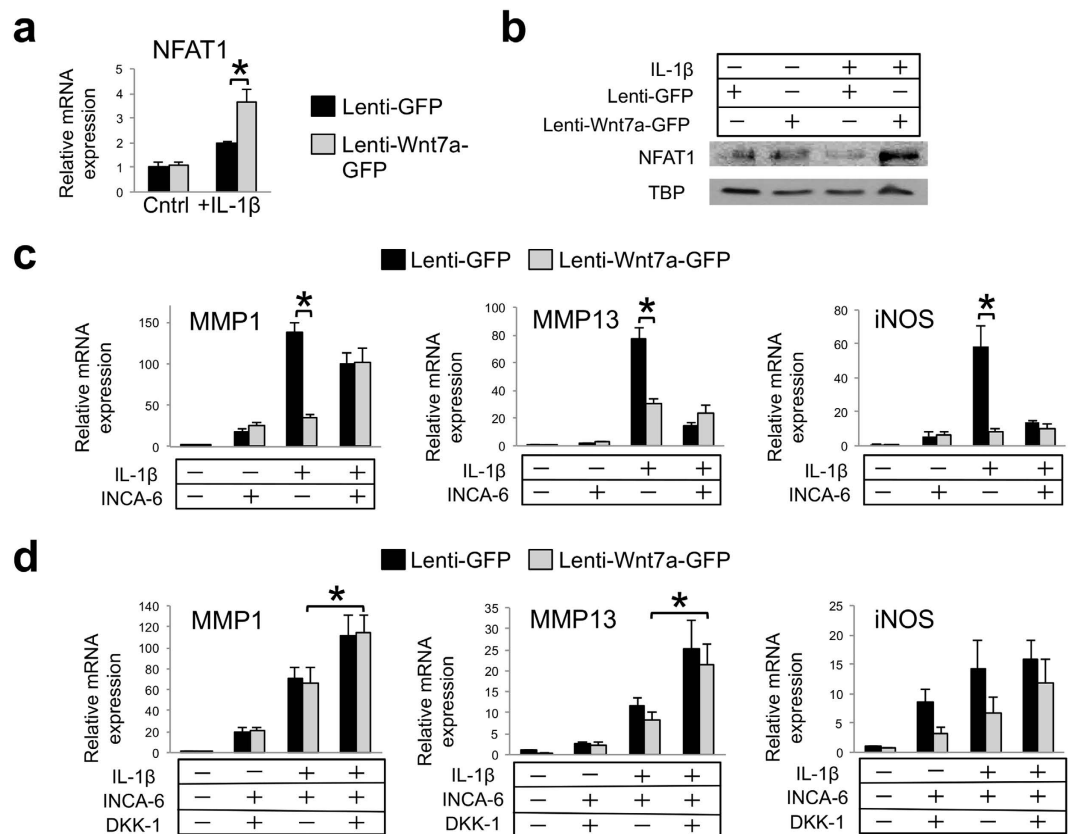 a
NFAT1
Relative mRNA
expression
5
4
3
2
1
0
*
Cntrl +IL-1β
Lenti-GFP
Lenti-Wnt7a-
GFP
b
IL-1β – – + +
Lenti-GFP + – + –
Lenti-Wnt7a-GFP – + – +
NFAT1
TBP
c
Lenti-GFP Lenti-Wnt7a-GFP
MMP1
Relative mRNA
expression
150
100
50
0
*
IL-1β – – + +
INCA-6 – + – +
MMP13
Relative mRNA
expression
100
80
60
40
20
0
*
IL-1β – – + +
INCA-6 – + – +
iNOS
Relative mRNA
expression
80
60
40
20
0
*
IL-1β – – + +
INCA-6 – + – +
d
Lenti-GFP Lenti-Wnt7a-GFP
MMP1
Relative mRNA
expression
140
120
100
80
60
40
20
0
*
IL-1β – – + +
INCA-6 – + + +
DKK-1 – + – +
MMP13
Relative mRNA
expression
35
30
25
20
15
10
5
0
*
IL-1β – – + +
INCA-6 – + + +
DKK-1 – + – +
iNOS
Relative mRNA
expression
25
20
15
10
5
0
IL-1β – – + +
INCA-6 – + + +
DKK-1 – + – +